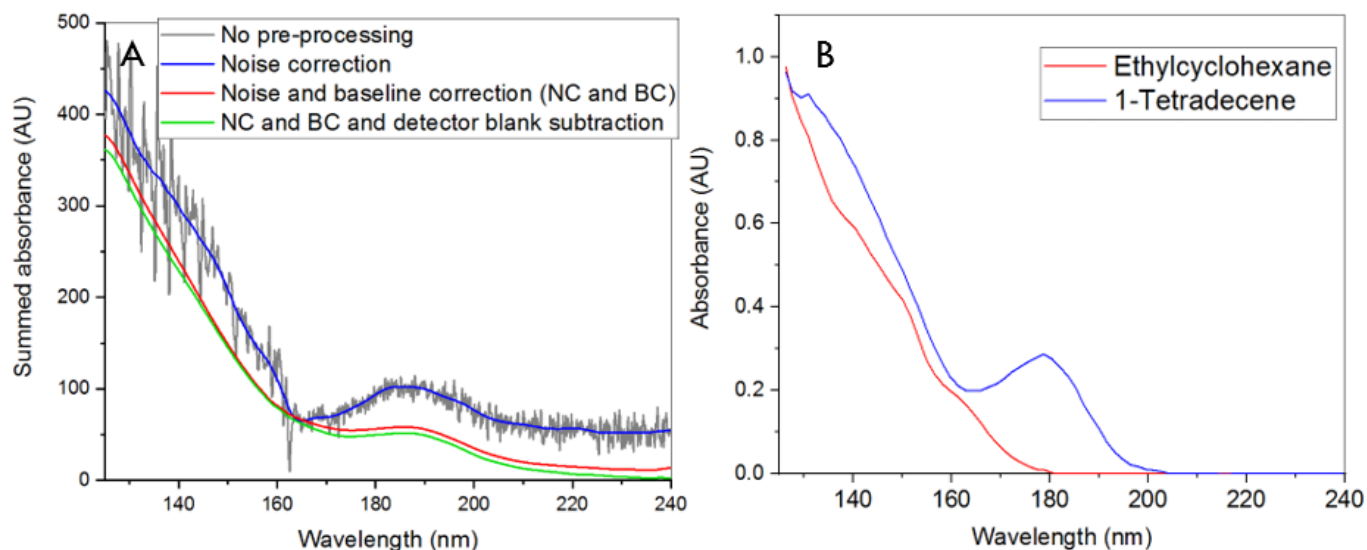 A
No pre-processing
Noise correction
Noise and baseline correction (NC and BC)
NC and BC and detector blank subtraction
Summed absorbance (AU)
500
400
300
200
100
0
140 160 180 200 220 240
Wavelength (nm)
B
Ethylcyclohexane
1-Tetradecene
Absorbance (AU)
1.0
0.8
0.6
0.4
0.2
0.0
140 160 180 200 220 240
Wavelength (nm)